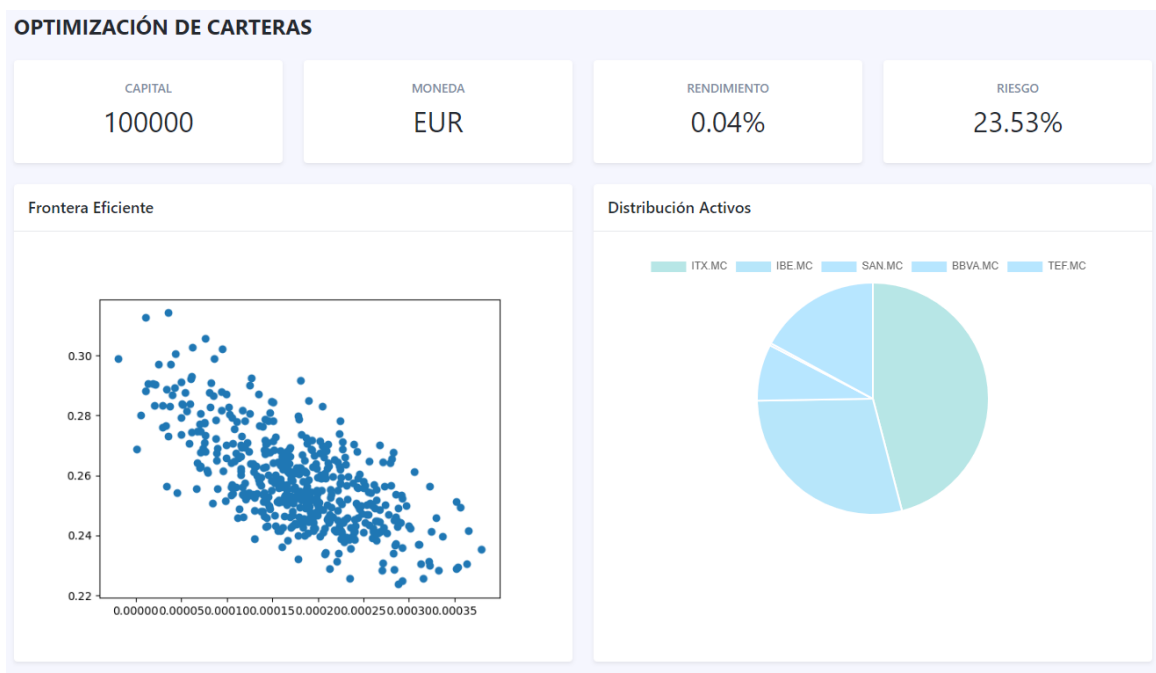 OPTIMIZACIÓN DE CARTERAS
CAPITAL
100000
MONEDA
EUR
RENDIMIENTO
0.04%
RIESGO
23.53%
Frontera Eficiente
0.30
0.28
0.26
0.24
0.22
0.000000.000050.000100.000150.000200.000250.000300.00035
Distribución Activos
ITX.MC IBE.MC SAN.MC BBVA.MC TEF.MC